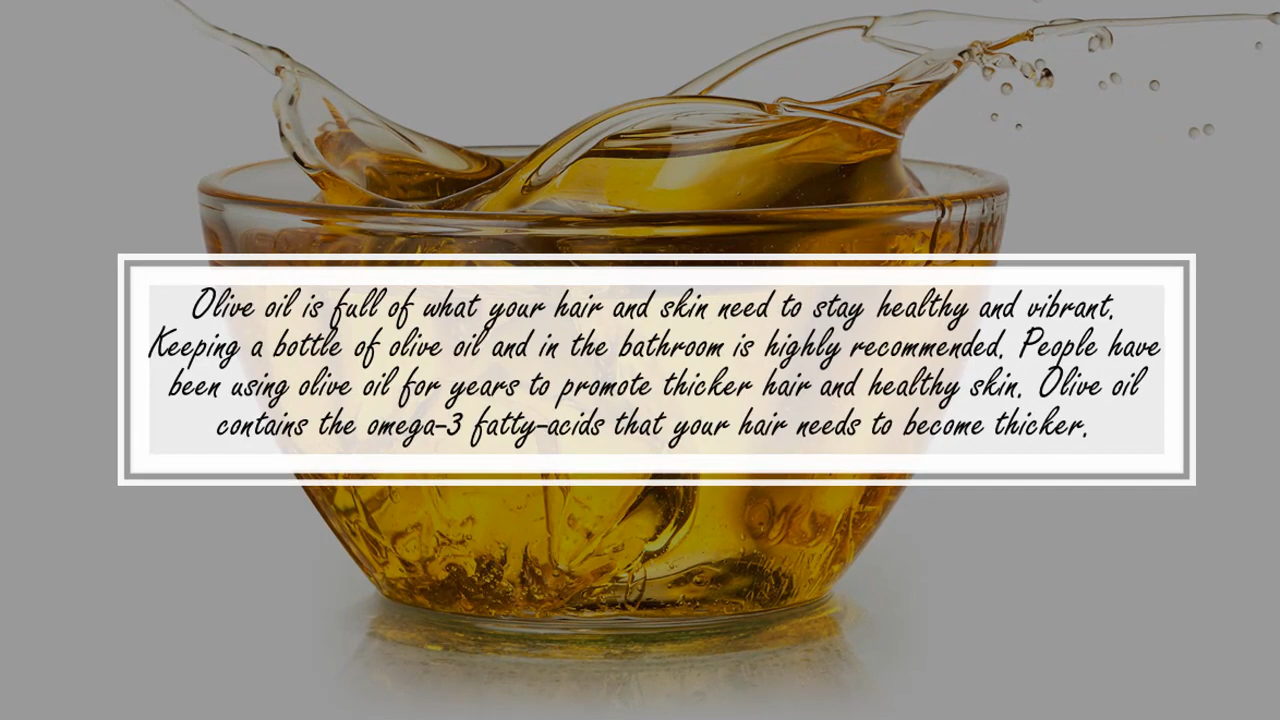 Olive oil is full of what your hair and skin need to stay healthy and vibrant.
Keeping a bottle of olive oil and in the bathroom is highly recommended. People have
been using olive oil for years to promote thicker hair and healthy skin. Olive oil
contains the omega-3 fatty-acids that your hair needs to become thicker.